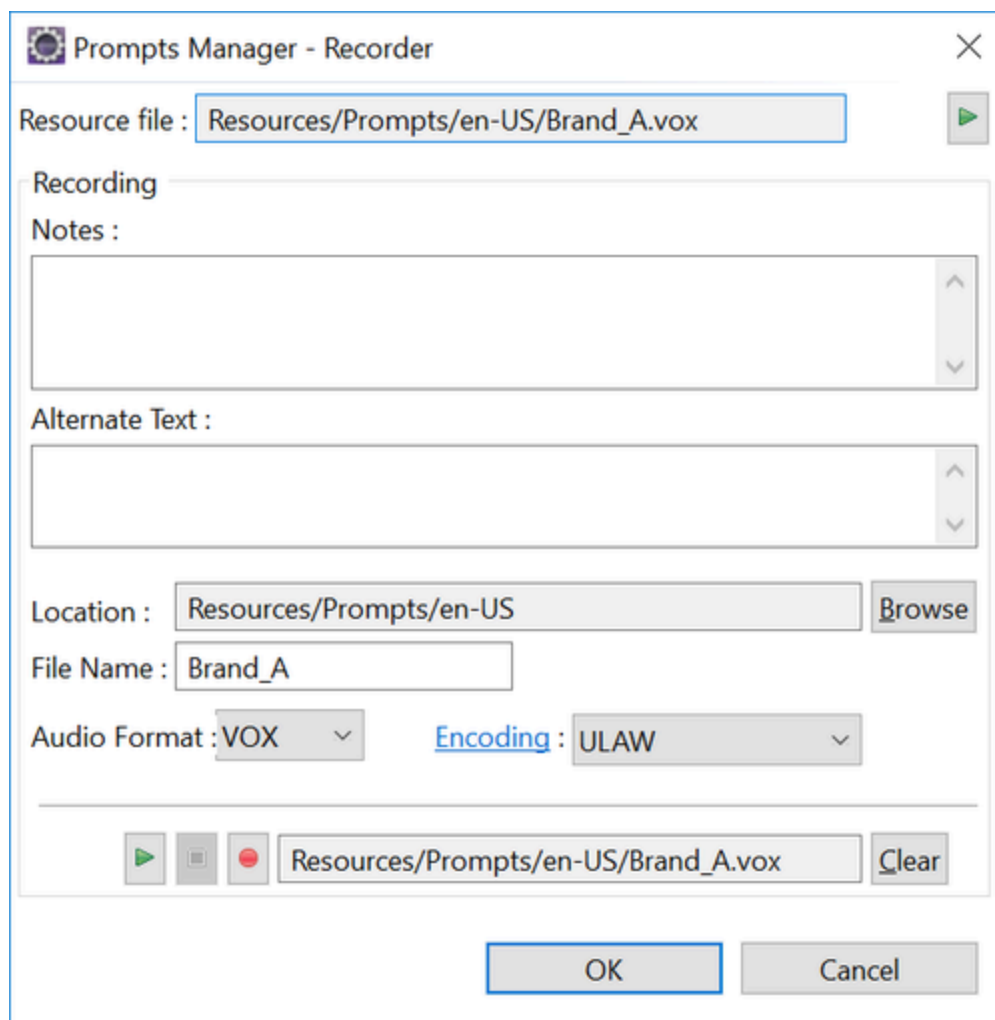 Prompts Manager - Recorder
Resource file : Resources/Prompts/en-US/Brand_A.vox
Recording
Notes :
Alternate Text :
Location : Resources/Prompts/en-US Browse
File Name : Brand_A
Audio Format : VOX Encoding : ULAW
Resources/Prompts/en-US/Brand_A.vox Clear
OK Cancel